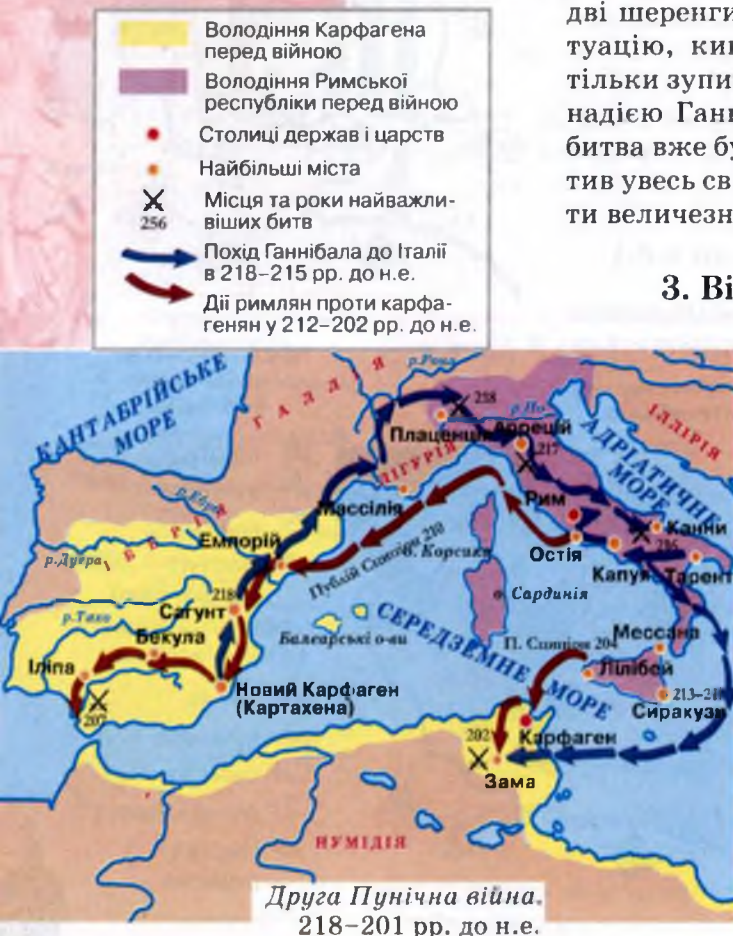 Володіння Карфагена
перед війною
Володіння Римської
республіки перед війною
Столиці держав і царств
Найбільші міста
Місця та роки найважли-
віших битв
256
Похід Ганнібала до Італії
в 218–215 рр. до н.е.
Дії римлян проти карфа-
генян у 212–202 рр. до н.е.
дві шеренги
туацію, ки
тільки зупи
надією Ган
битва вже бу
тив увесь св
ти величезн
3. Ві
КАНТАБРІЙСЬКЕ
МОРЕ
ГАЛЛІЯ
р.Рона
218
р.По
Плаценція
Аррецій
217
ЛІГУРІЯ
ІЛЛІРІЯ
АДРІАТИЧНЕ
МОРЕ
р.Ебро
ІБЕРІЯ
Массілія
Рим
Канни
216
Емпорій
Публій Сципіон 210
о. Корсика
Остія
Капуя
Тарент
р.Дуера
218
Сагунт
Сардинія
р.Тахо
Бекула
Балеарські о-ви
СЕРЕДЗЕМНЕ МОРЕ
П. Сципіон 204
Мессана
Іліпа
Лілібей
Новий Карфаген
(Картахена)
Сиракузи
207
202
Карфаген
Зама
НУМІДІЯ
Друга Пунічна війна.
218–201 рр. до н.е.